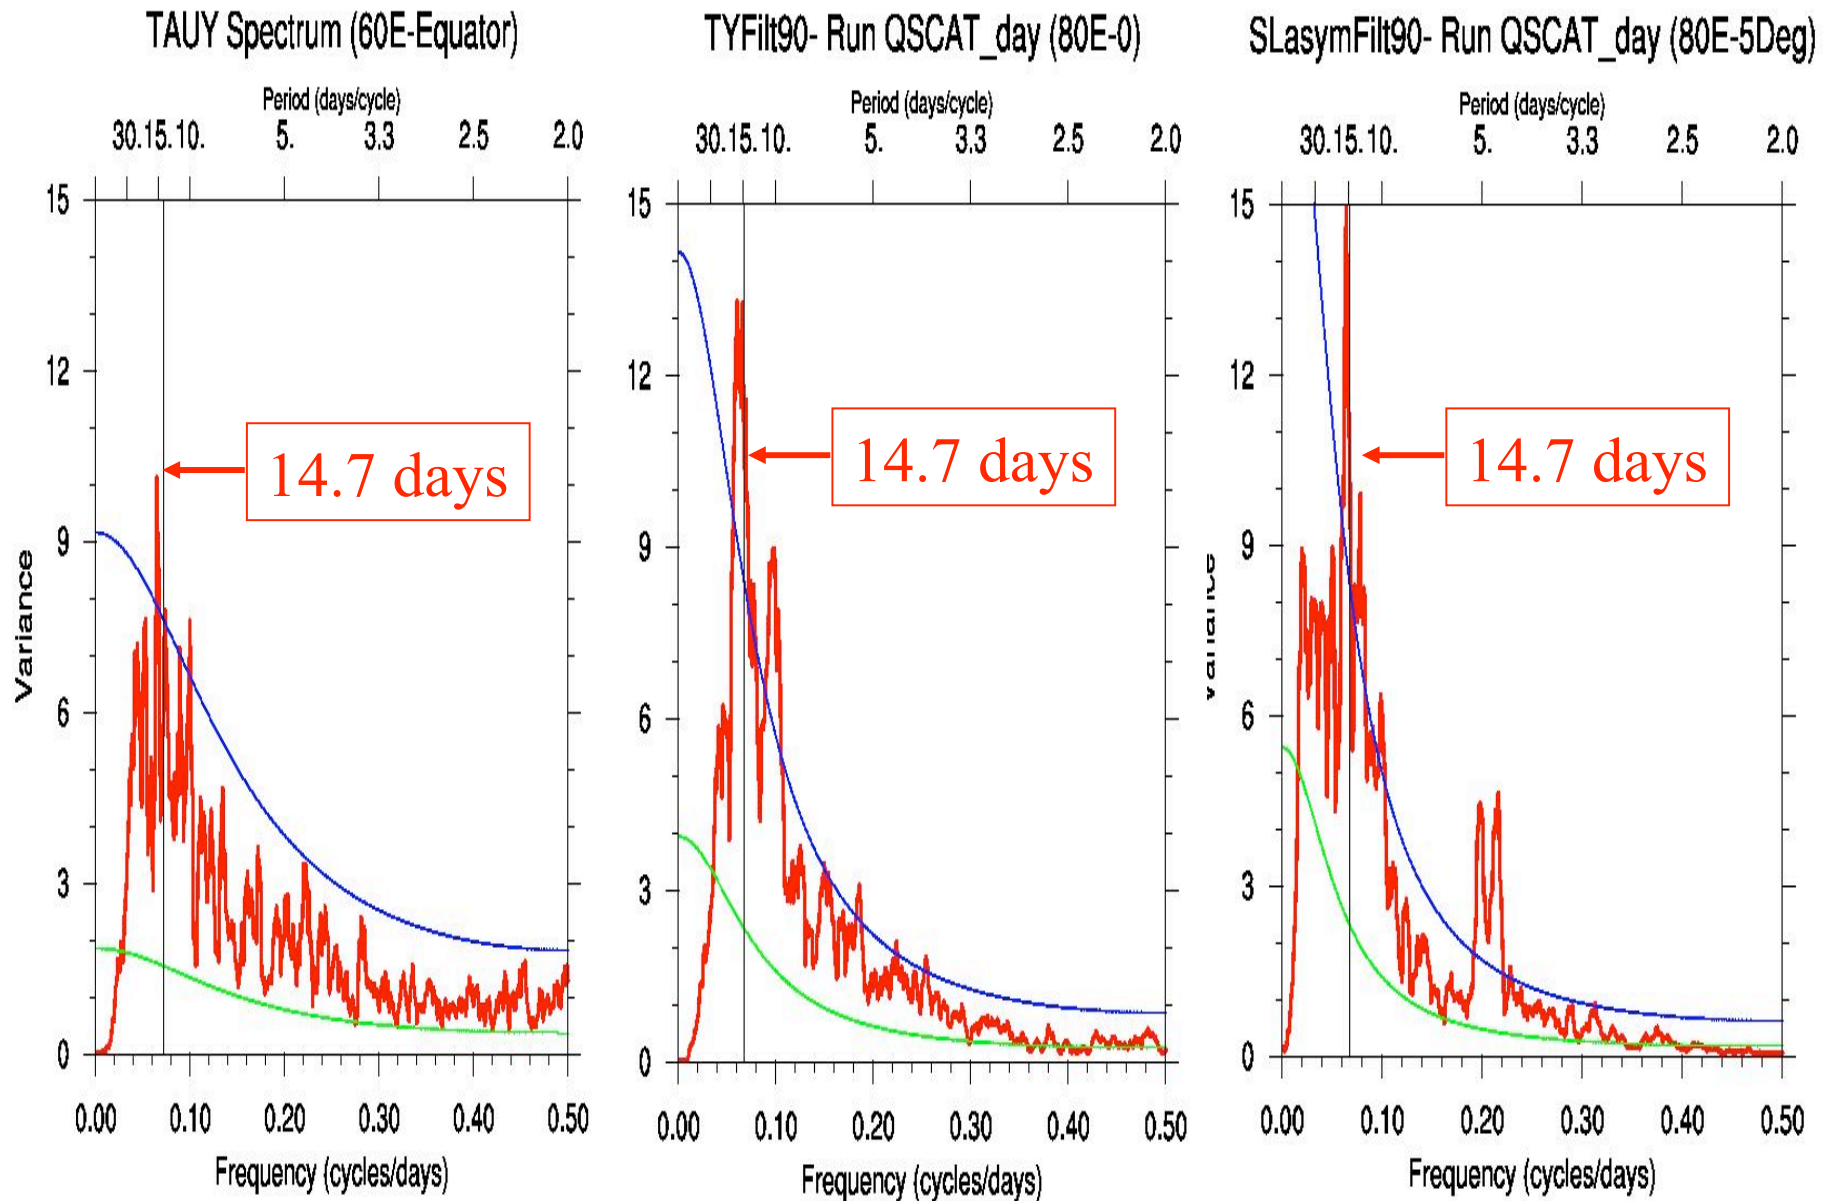 TAUY Spectrum (60E-Equator)
Period (days/cycle)
30. 15. 10. 5. 3.3 2.5 2.0
15
12
9
6
3
0
Variance
14.7 days
0.00 0.10 0.20 0.30 0.40 0.50
Frequency (cycles/days)
TYFilt90- Run QSCAT_day (80E-0)
Period (days/cycle)
30. 15. 10. 5. 3.3 2.5 2.0
15
12
9
6
3
0
14.7 days
0.00 0.10 0.20 0.30 0.40 0.50
Frequency (cycles/days)
SLasymFilt90- Run QSCAT_day (80E-5Deg)
Period (days/cycle)
30. 15. 10. 5. 3.3 2.5 2.0
15
12
9
6
3
0
Variance
14.7 days
0.00 0.10 0.20 0.30 0.40 0.50
Frequency (cycles/days)